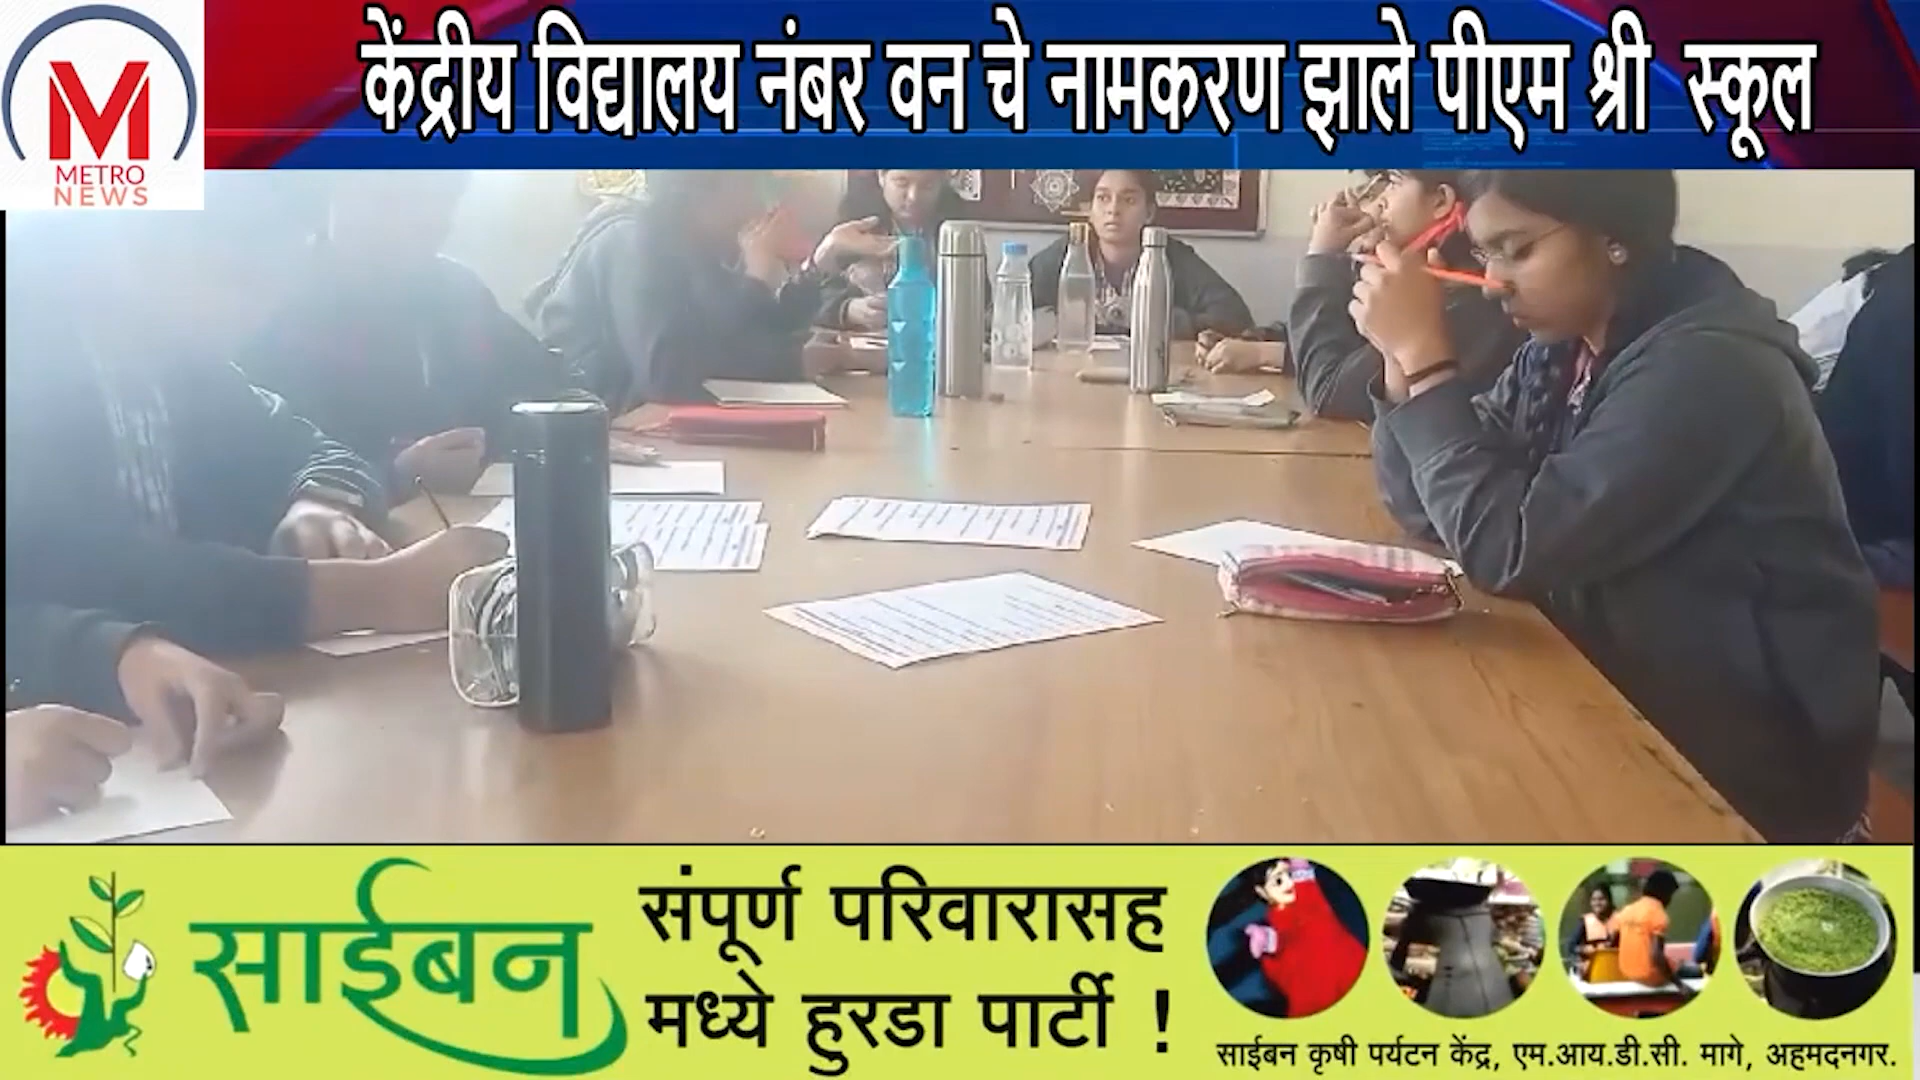 केंद्रीय विद्यालय नंबर वन चे नामकरण झाले पीएम श्री स्कूल
M
METRO
NEWS
साईबन
संपूर्ण परिवारासह
मध्ये हुरडा पार्टी !
साईबन कृषी पर्यटन केंद्र, एम.आय.डी.सी. मागे, अहमदनगर.